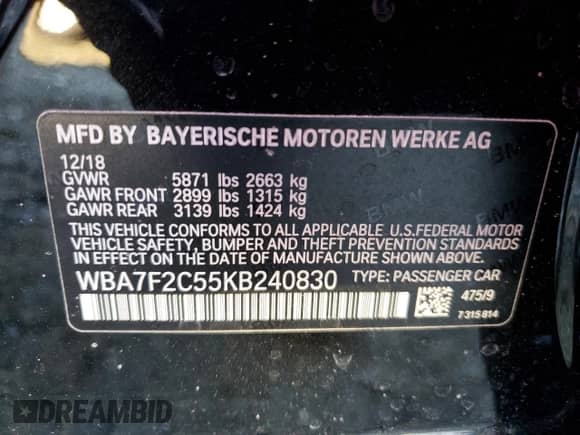 MFD BY BAYERISCHE MOTOREN WERKE AG
12/18
GVWR 5871 lbs 2663 kg
GAWR FRONT 2899 lbs 1315 kg
GAWR REAR 3139 lbs 1424 kg
THIS VEHICLE CONFORMS TO ALL APPLICABLE U.S.FEDERAL MOTOR
VEHICLE SAFETY, BUMPER AND THEFT PREVENTION STANDARDS
IN EFFECT ON THE DATE OF MANUFACTURE SHOWN ABOVE.
WBA7F2C55KB240830 TYPE: PASSENGER CAR
475/9
7315814
DREAMBID